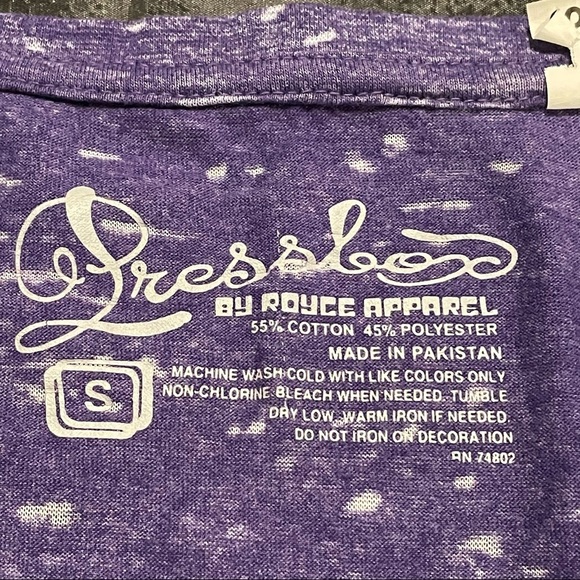 Pressbox
BY ROYCE APPAREL
55% COTTON 45% POLYESTER
MADE IN PAKISTAN
S
MACHINE WASH COLD WITH LIKE COLORS ONLY
NON-CHLORINE BLEACH WHEN NEEDED. TUMBLE
DRY LOW, WARM IRON IF NEEDED.
DO NOT IRON ON DECORATION
RN 74802